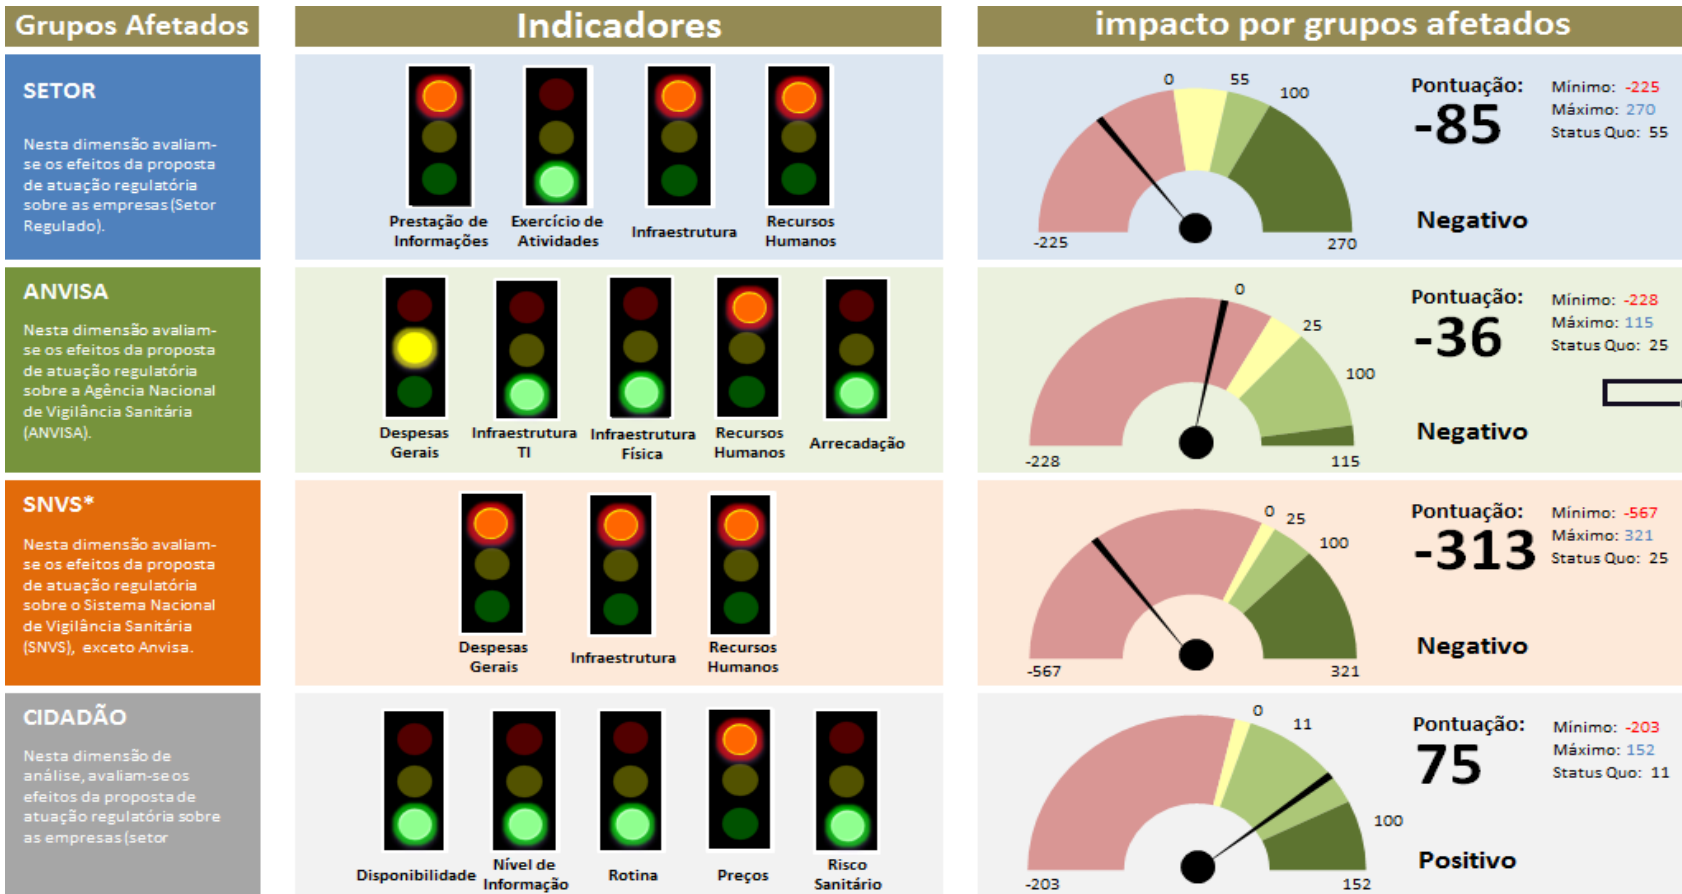 Grupos Afetados
Indicadores
impacto por grupos afetados
SETOR
Nesta dimensão avaliam-
se os efeitos da proposta
de atuação regulatória
sobre as empresas (Setor
Regulado).
Prestação de
Informações
Exercício de
Atividades
Infraestrutura
Recursos
Humanos
0
55
100
-225
270
Pontuação:
-85
Negativo
Mínimo: -225
Máximo: 270
Status Quo: 55
ANVISA
Nesta dimensão avaliam-
se os efeitos da proposta
de atuação regulatória
sobre a Agência Nacional
de Vigilância Sanitária
(ANVISA).
Despesas
Gerais
Infraestrutura
TI
Infraestrutura
Física
Recursos
Humanos
Arrecadação
0
25
100
-228
115
Pontuação:
-36
Negativo
Mínimo: -228
Máximo: 115
Status Quo: 25
SNVS*
Nesta dimensão avaliam-
se os efeitos da proposta
de atuação regulatória
sobre o Sistema Nacional
de Vigilância Sanitária
(SNVS), exceto Anvisa.
Despesas
Gerais
Infraestrutura
Recursos
Humanos
0
25
100
-567
321
Pontuação:
-313
Negativo
Mínimo: -567
Máximo: 321
Status Quo: 25
CIDADÃO
Nesta dimensão de
análise, avaliam-se os
efeitos da proposta de
atuação regulatória sobre
as empresas (setor
Disponibilidade
Nível de
Informação
Rotina
Preços
Risco
Sanitário
0
11
100
-203
152
Pontuação:
75
Positivo
Mínimo: -203
Máximo: 152
Status Quo: 11